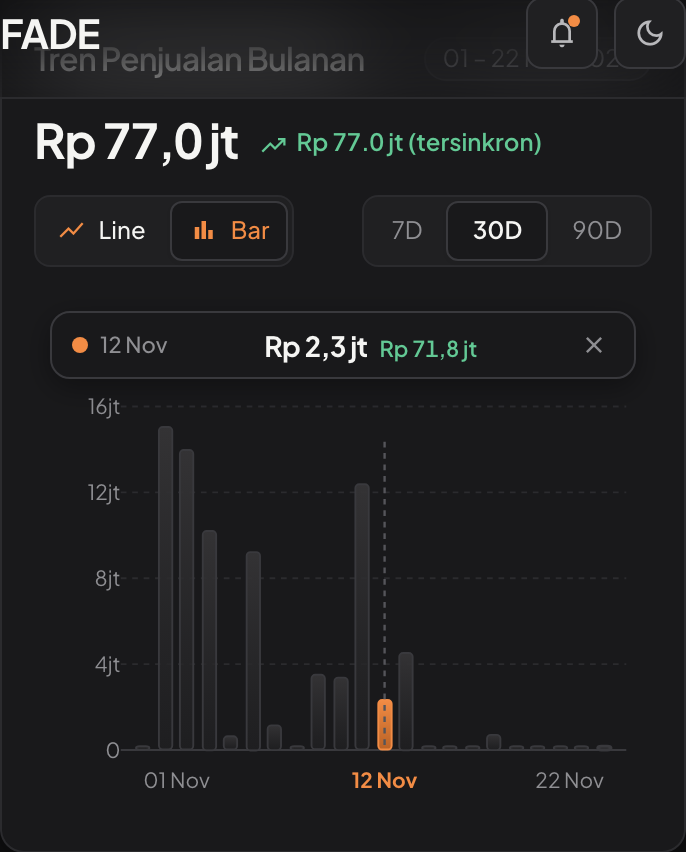 FADE
Tren Penjualan Bulanan
01 – 22
Rp 77,0 jt Rp 77.0 jt (tersinkron)
Line Bar 7D 30D 90D
12 Nov Rp 2,3 jt Rp 71,8 jt
16jt
12jt
8jt
4jt
0
01 Nov 12 Nov 22 Nov